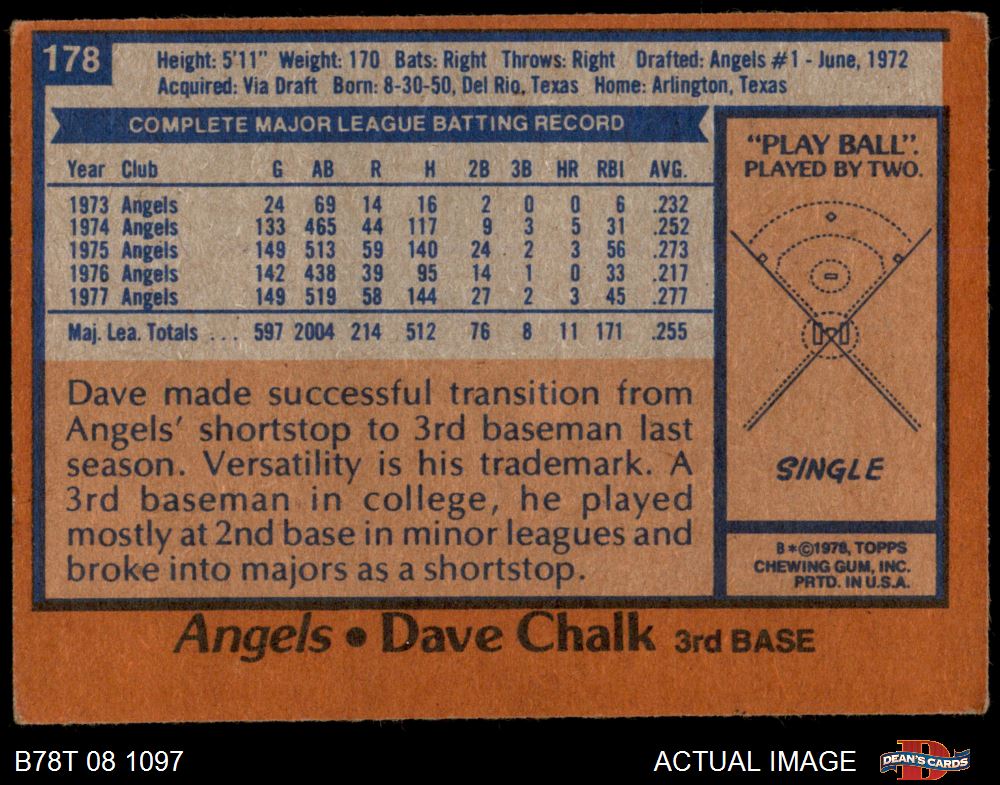 178
Height: 5'11" Weight: 170 Bats: Right Throws: Right Drafted: Angels #1 - June, 1972
Acquired: Via Draft Born: 8-30-50, Del Rio, Texas Home: Arlington, Texas
COMPLETE MAJOR LEAGUE BATTING RECORD
Year Club G AB R H 2B 3B HR RBI AVG.
1973 Angels 24 69 14 16 2 0 0 6 .232
1974 Angels 133 465 44 117 9 3 5 31 .252
1975 Angels 149 513 59 140 24 2 3 56 .273
1976 Angels 142 438 39 95 14 1 0 33 .217
1977 Angels 149 519 58 144 27 2 3 45 .277
Maj. Lea. Totals ... 597 2004 214 512 76 8 11 171 .255
Dave made successful transition from
Angels' shortstop to 3rd baseman last
season. Versatility is his trademark. A
3rd baseman in college, he played
mostly at 2nd base in minor leagues and
broke into majors as a shortstop.
"PLAY BALL".
PLAYED BY TWO.
SINGLE
B*©1978, TOPPS
CHEWING GUM, INC.
PRTD. IN U.S.A.
Angels • Dave Chalk 3rd BASE
B78T 08 1097
ACTUAL IMAGE
D
DEAN'S CARDS